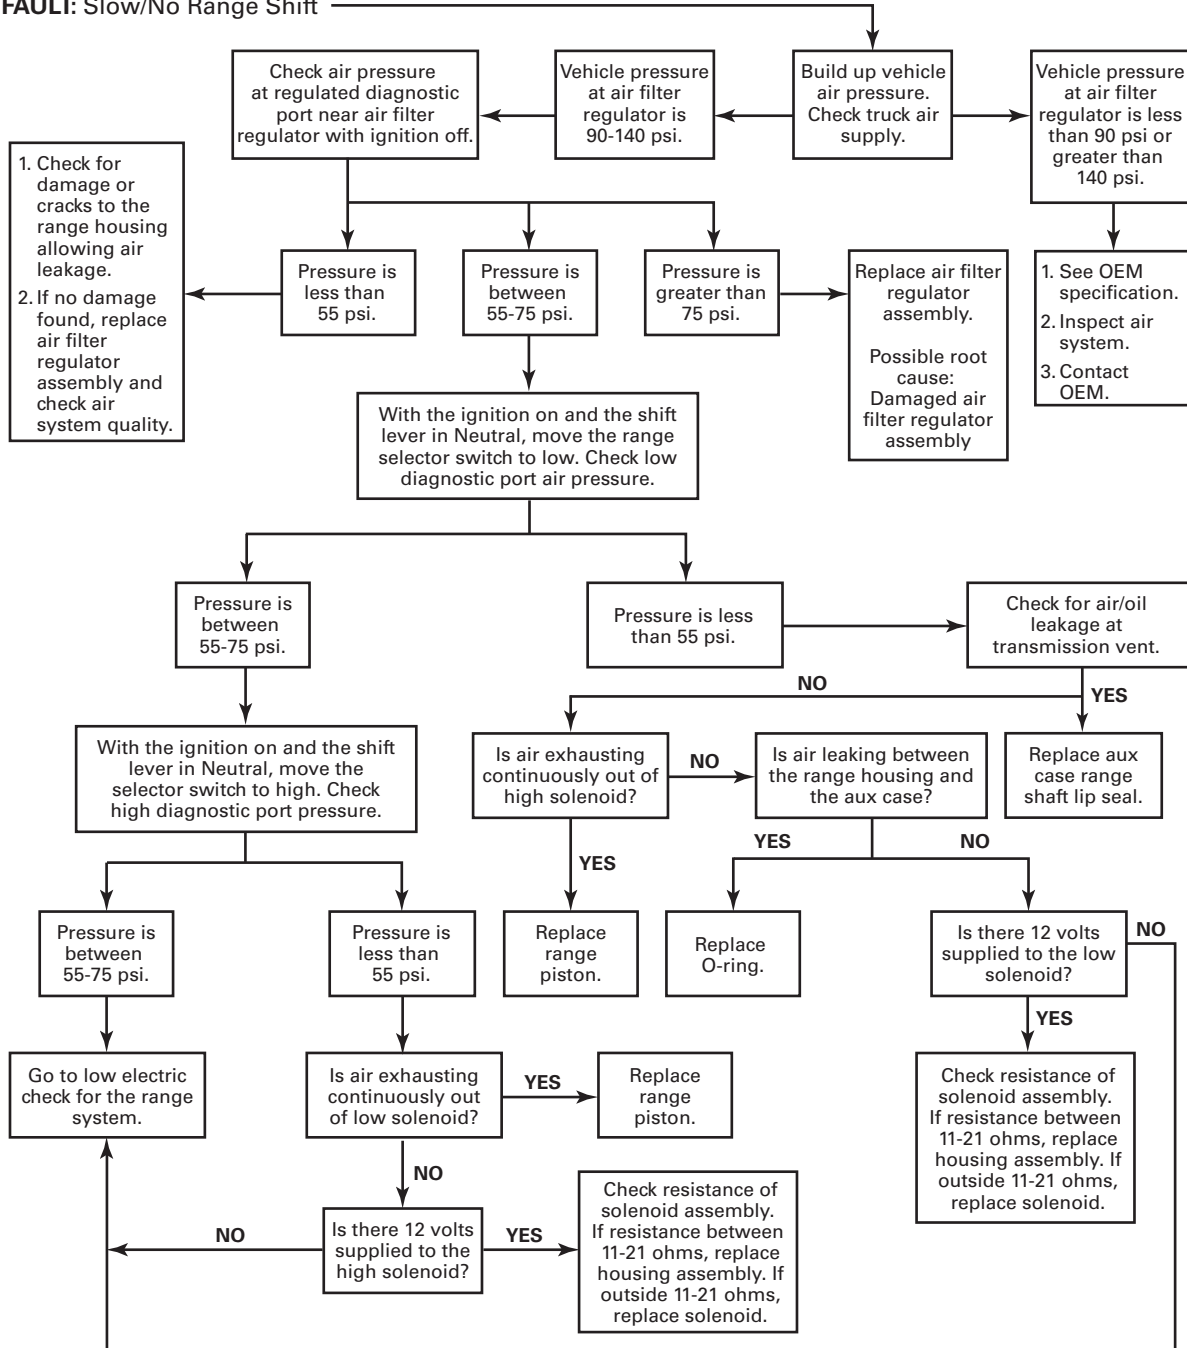 FAULT: Slow/No Range Shift
Check air pressure
at regulated diagnostic
port near air filter
regulator with ignition off.
Vehicle pressure
at air filter
regulator is
90-140 psi.
Build up vehicle
air pressure.
Check truck air
supply.
Vehicle pressure
at air filter
regulator is less
than 90 psi or
greater than
140 psi.
1. Check for
damage or
cracks to the
range housing
allowing air
leakage.
2. If no damage
found, replace
air filter
regulator
assembly and
check air
system quality.
Pressure is
less than
55 psi.
Pressure is
between
55-75 psi.
Pressure is
greater than
75 psi.
Replace air filter
regulator
assembly.
Possible root
cause:
Damaged air
filter regulator
assembly
1. See OEM
specification.
2. Inspect air
system.
3. Contact
OEM.
With the ignition on and the shift
lever in Neutral, move the range
selector switch to low. Check low
diagnostic port air pressure.
Pressure is
between
55-75 psi.
Pressure is less
than 55 psi.
Check for air/oil
leakage at
transmission vent.
NO
YES
With the ignition on and the shift
lever in Neutral, move the
selector switch to high. Check
high diagnostic port pressure.
Is air exhausting
continuously out of
high solenoid?
NO
Is air leaking between
the range housing and
the aux case?
Replace aux
case range
shaft lip seal.
YES
YES
NO
Pressure is
between
55-75 psi.
Pressure is
less than
55 psi.
Replace
range
piston.
Replace
O-ring.
Is there 12 volts
supplied to the low
solenoid?
NO
YES
Go to low electric
check for the range
system.
Is air exhausting
continuously out
of low solenoid?
YES
Replace
range
piston.
Check resistance of
solenoid assembly.
If resistance between
11-21 ohms, replace
housing assembly. If
outside 11-21 ohms,
replace solenoid.
NO
NO
Is there 12 volts
supplied to the
high solenoid?
YES
Check resistance of
solenoid assembly.
If resistance between
11-21 ohms, replace
housing assembly. If
outside 11-21 ohms,
replace solenoid.